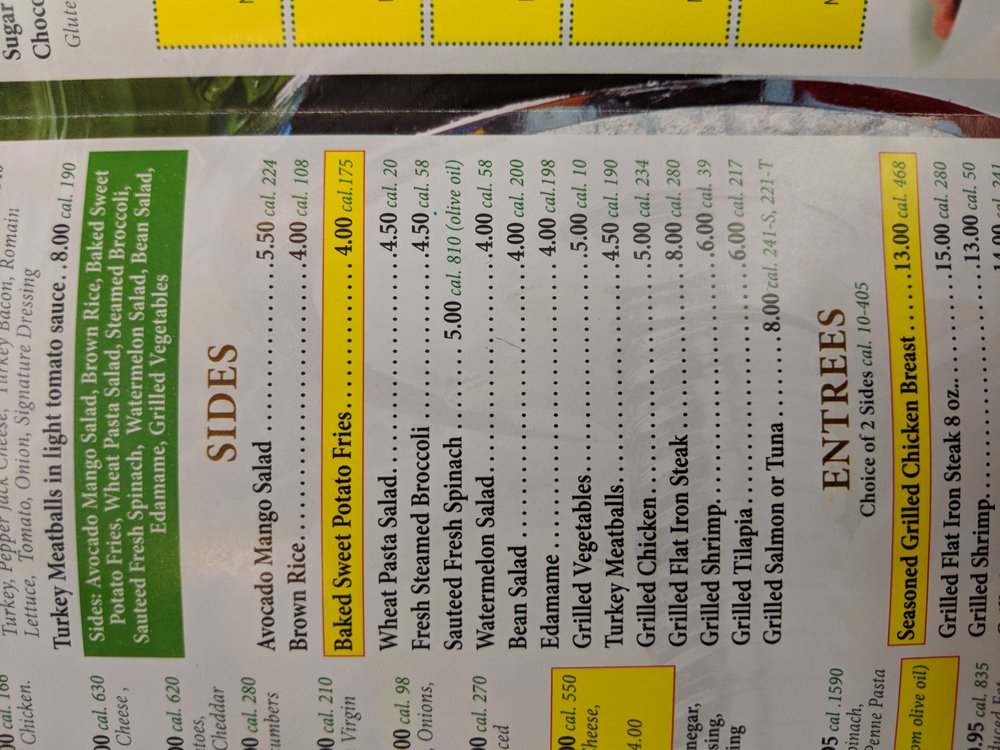 Sugar
Choco
Glute
Turkey, Pepper Jack Cheese, Turkey Bacon, Romain
Lettuce, Tomato, Onion, Signature Dressing
Turkey Meatballs in light tomato sauce. .8.00 cal. 190
Sides: Avocado Mango Salad, Brown Rice, Baked Sweet
Potato Fries, Wheat Pasta Salad, Steamed Broccoli,
Sauteed Fresh Spinach, Watermelon Salad, Bean Salad,
Edamame, Grilled Vegetables
SIDES
Avocado Mango Salad ..................5.50 cal. 224
Brown Rice..................4.00 cal. 108
Baked Sweet Potato Fries .................. 4.00 cal.175
Wheat Pasta Salad..................4.50 cal. 20
Fresh Steamed Broccoli ..................4.50 cal. 58
Sauteed Fresh Spinach .......... 5.00 cal. 810 (olive oil)
Watermelon Salad..................4.00 cal. 58
Bean Salad ..................4.00 cal. 200
Edamame .................. 4.00 cal.198
Grilled Vegetables..................5.00 cal. 10
Turkey Meatballs..................4.50 cal. 190
Grilled Chicken..................5.00 cal. 234
Grilled Flat Iron Steak..................8.00 cal. 280
Grilled Shrimp..................6.00 cal. 39
Grilled Tilapia..................6.00 cal. 217
Grilled Salmon or Tuna ..........8.00 cal. 241-S, 221-T
ENTREES
Choice of 2 Sides cal. 10-405
Seasoned Grilled Chicken Breast ......13.00 cal. 468
Grilled Flat Iron Steak 8 oz.............15.00 cal. 280
Grilled Shrimp..................13.00 cal. 50
00 cal. 166
Chicken.
00 cal. 630
Cheese ,
00 cal. 620
toes,
Cheddar
00 cal. 280
umbers
00 cal. 210
Virgin
00 cal. 98
, Onions,
00 cal. 270
ced
00 cal. 550
heese,
4.00
negar,
sing,
ing
95 cal. 1590
pinach,
enne Pasta
om olive oil)
0.95 cal. 835